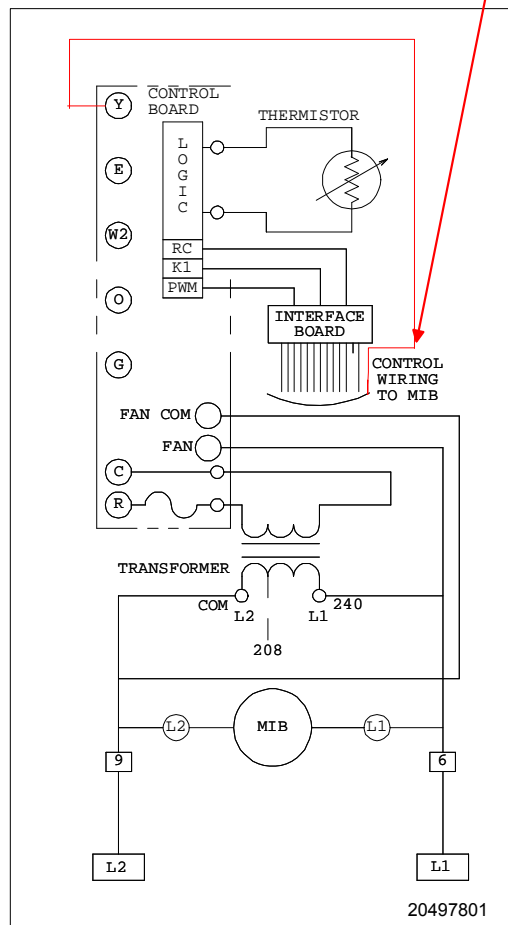 CONTROL
BOARD
THERMISTOR
Y
LOGIC
E
W2
RC
K1
O
PWM
INTERFACE
BOARD
G
CONTROL
WIRING
TO MIB
FAN COM
FAN
C
R
TRANSFORMER
COM
240
L2
L1
208
L2
MIB
L1
9
6
L2
L1
20497801